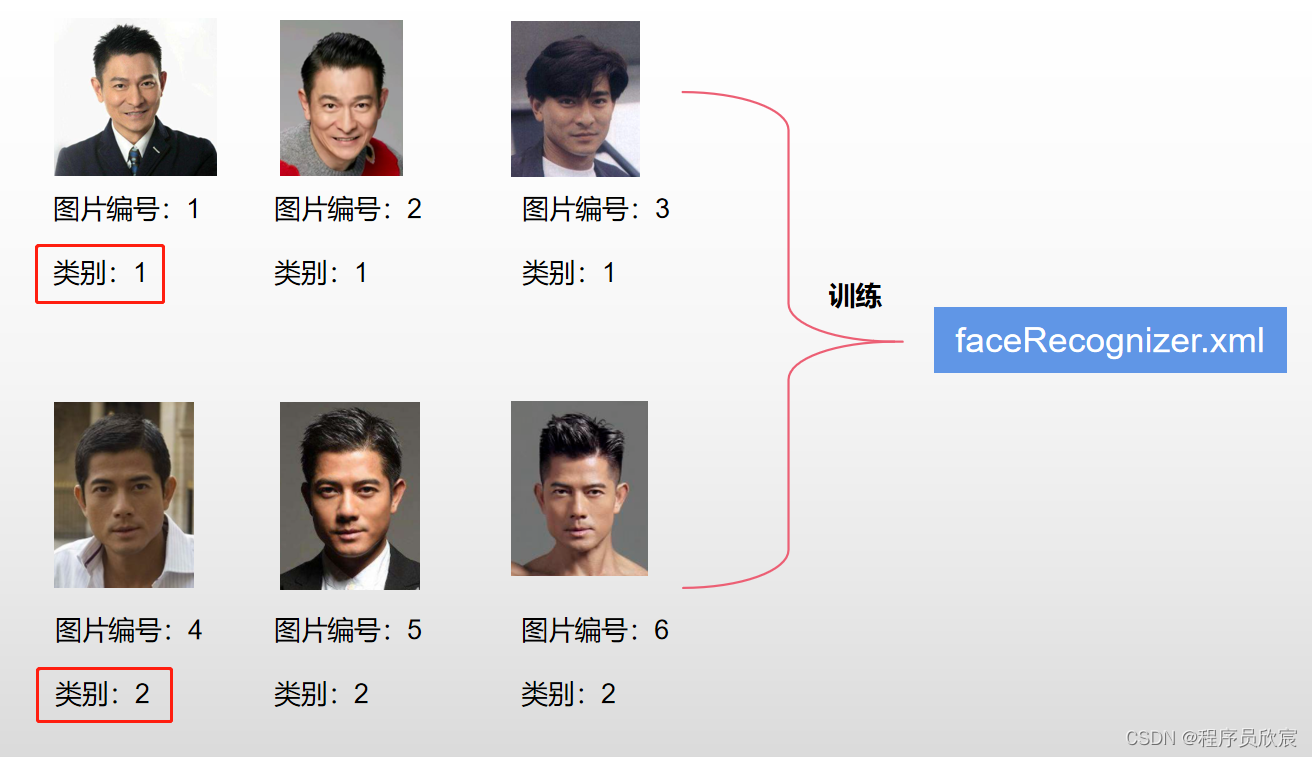 图片编号：1
图片编号：2
图片编号：3
类别：1
类别：1
类别：1
训练
faceRecognizer.xml
图片编号：4
图片编号：5
图片编号：6
类别：2
类别：2
类别：2
CSDN @程序员欣宸